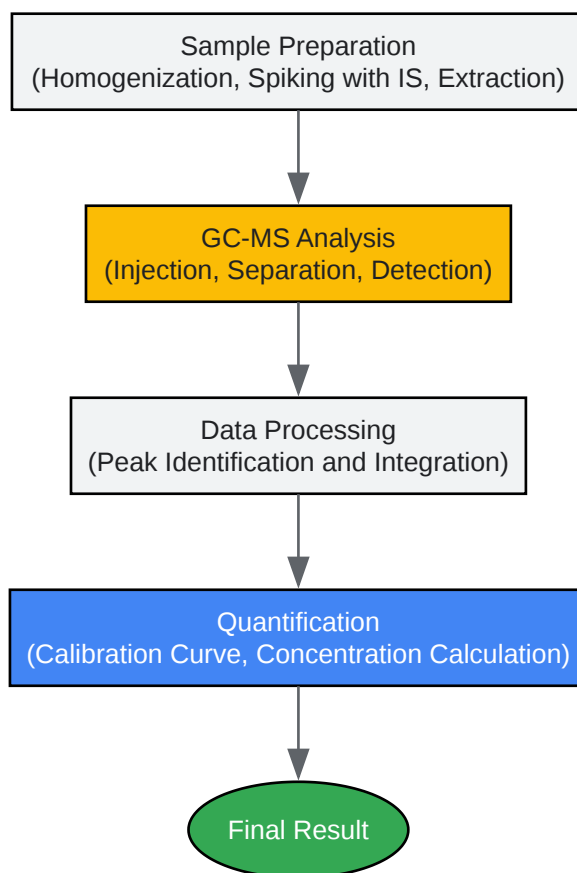 Sample Preparation
(Homogenization, Spiking with IS, Extraction)
GC-MS Analysis
(Injection, Separation, Detection)
Data Processing
(Peak Identification and Integration)
Quantification
(Calibration Curve, Concentration Calculation)
Final Result